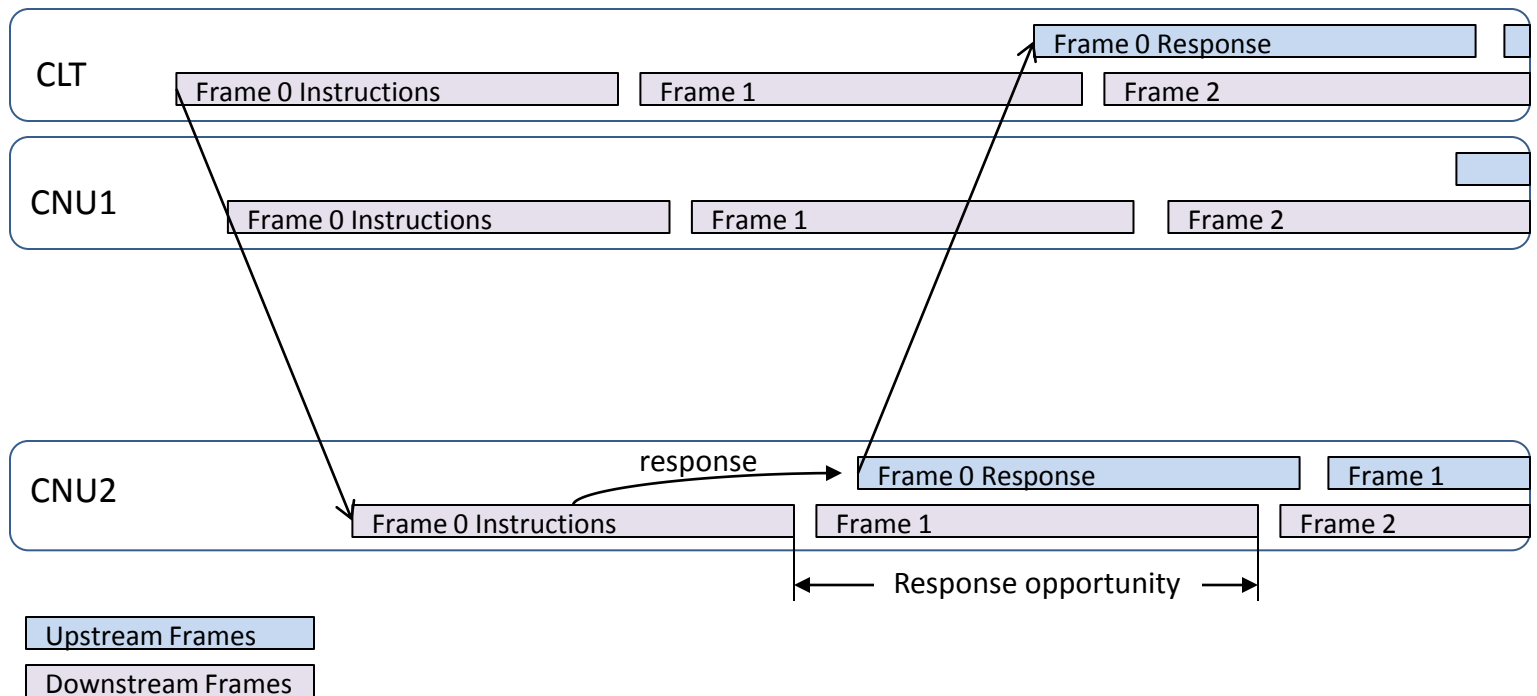 CLT
Frame 0 Response
Frame 0 Instructions
Frame 1
Frame 2
CNU1
Frame 0 Instructions
Frame 1
Frame 2
CNU2
response
Frame 0 Response
Frame 1
Frame 0 Instructions
Frame 1
Frame 2
Response opportunity
Upstream Frames
Downstream Frames